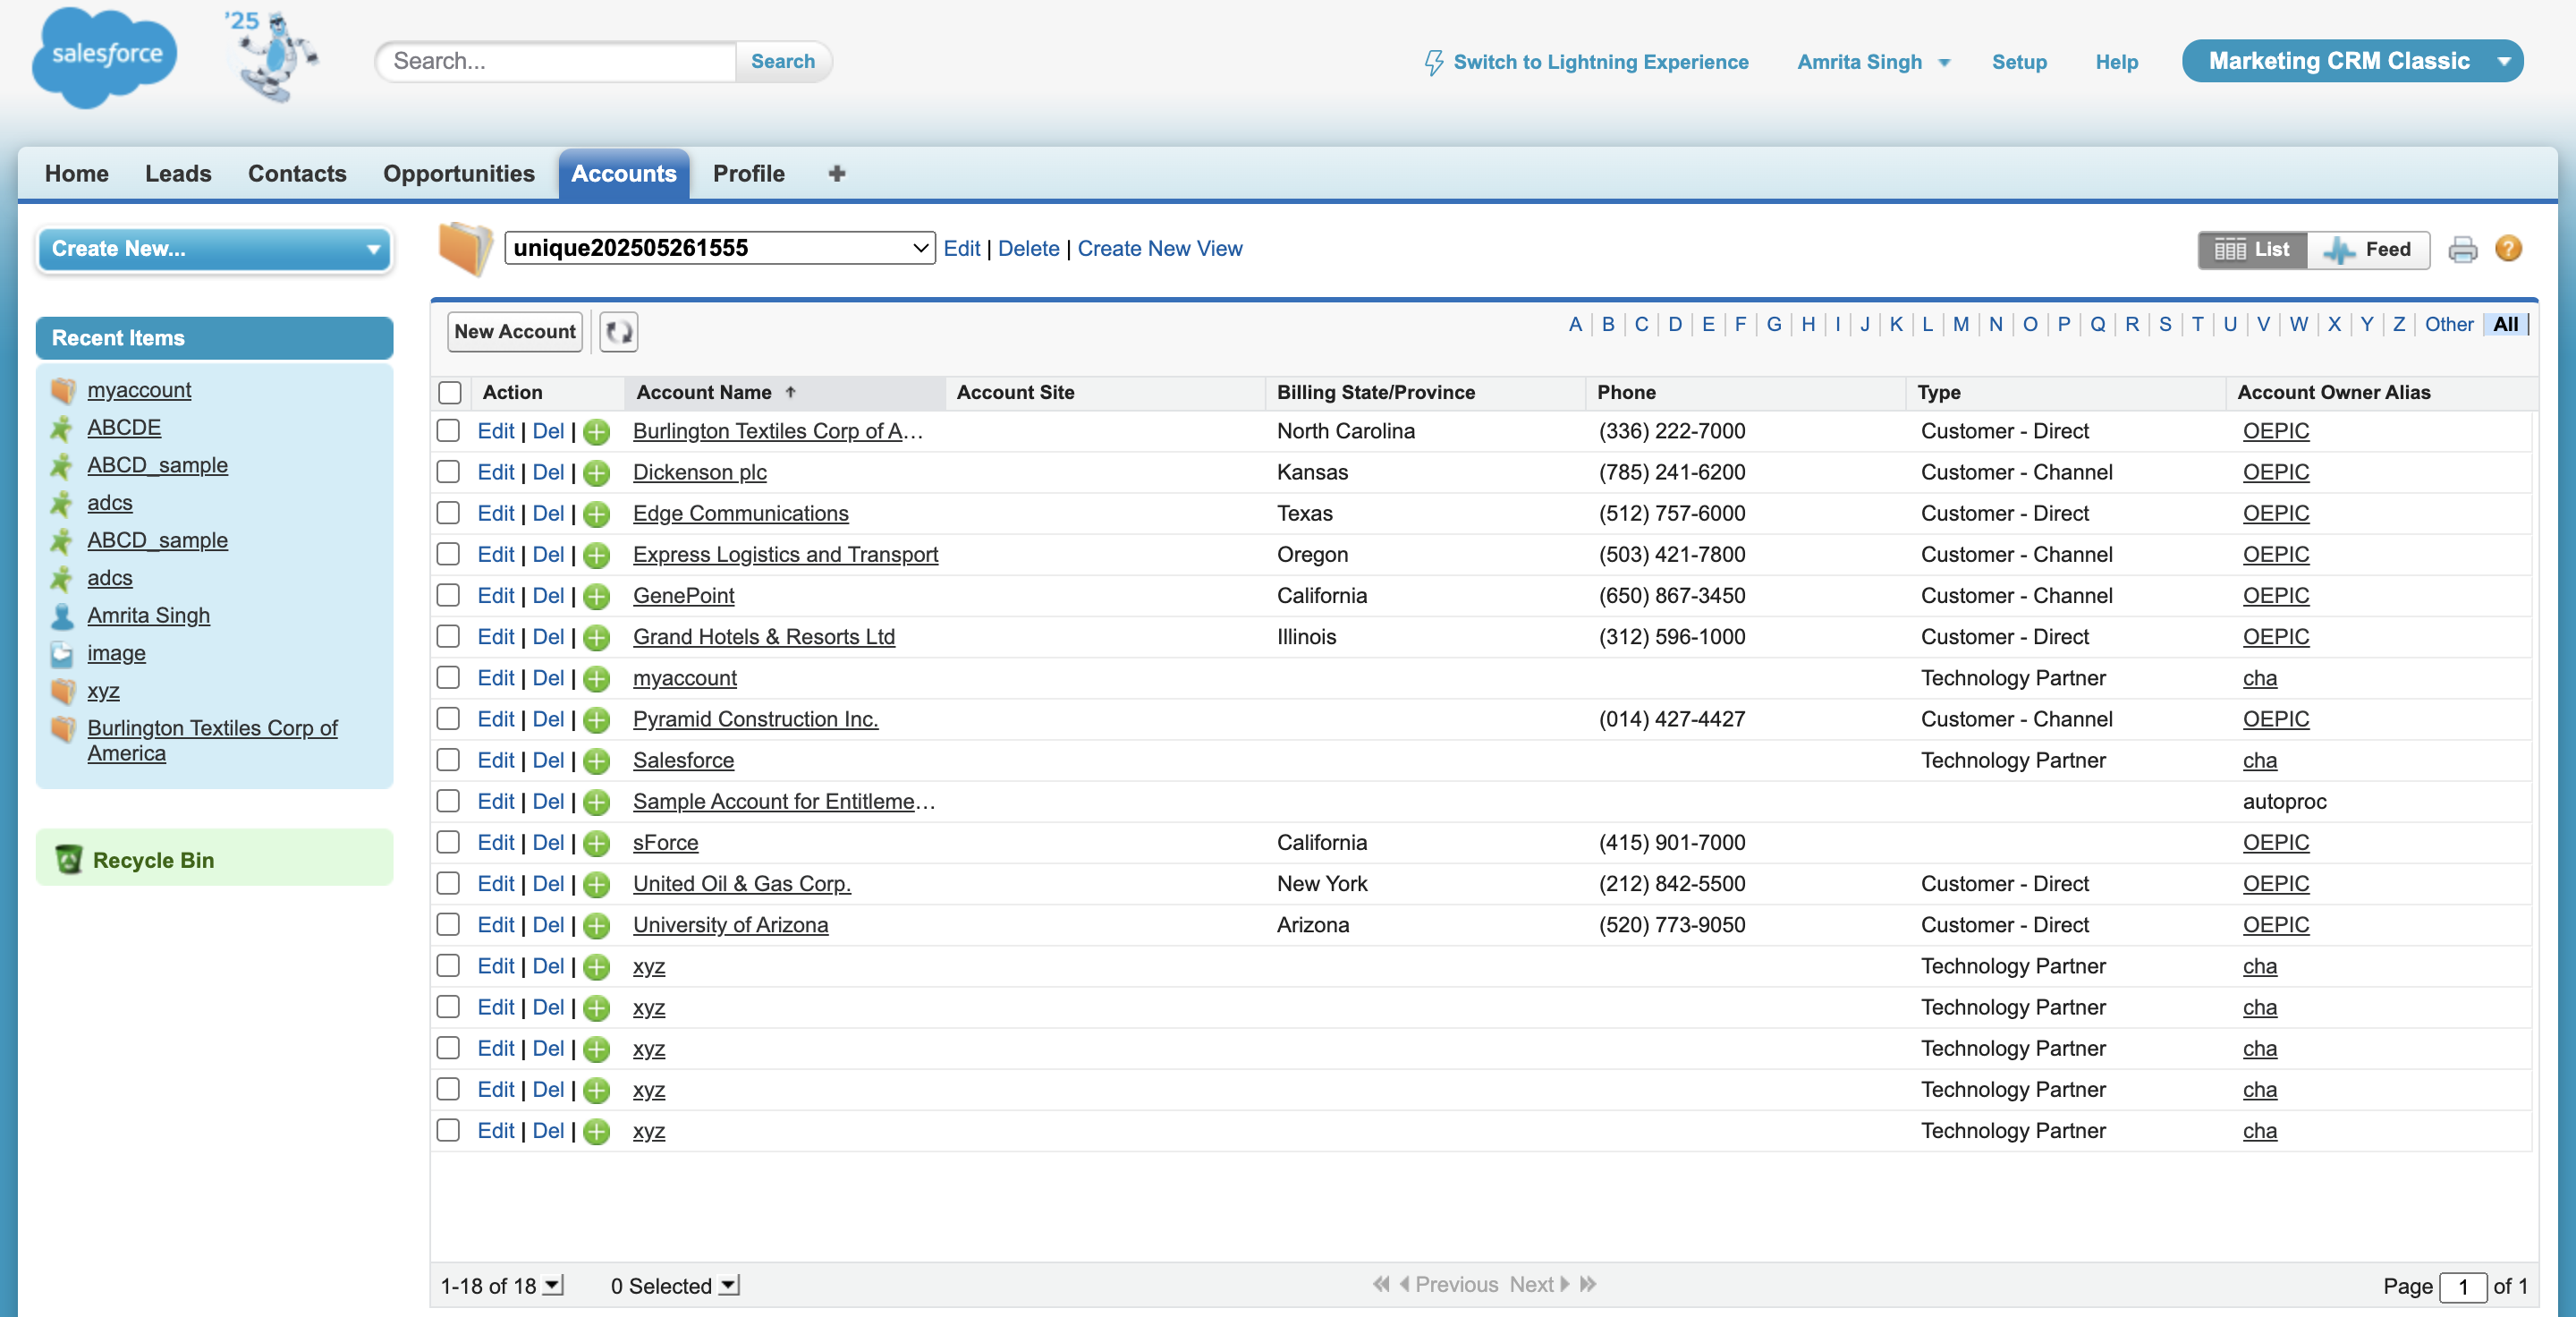 salesforce
'25
Search...
Search
Switch to Lightning Experience
Amrita Singh
Setup
Help
Marketing CRM Classic
Home Leads Contacts Opportunities Accounts Profile +
Create New...
Recent Items
myaccount
ABCDE
ABCD_sample
adcs
ABCD_sample
adcs
Amrita Singh
image
xyz
Burlington Textiles Corp of
America
Recycle Bin
unique202505261555 Edit | Delete | Create New View
List Feed ?
New Account
A | B | C | D | E | F | G | H | I | J | K | L | M | N | O | P | Q | R | S | T | U | V | W | X | Y | Z | Other | All
Action Account Name Account Site Billing State/Province Phone Type Account Owner Alias
Edit | Del | Burlington Textiles Corp of A... North Carolina (336) 222-7000 Customer - Direct OEPIC
Edit | Del | Dickenson plc Kansas (785) 241-6200 Customer - Channel OEPIC
Edit | Del | Edge Communications Texas (512) 757-6000 Customer - Direct OEPIC
Edit | Del | Express Logistics and Transport Oregon (503) 421-7800 Customer - Channel OEPIC
Edit | Del | GenePoint California (650) 867-3450 Customer - Channel OEPIC
Edit | Del | Grand Hotels & Resorts Ltd Illinois (312) 596-1000 Customer - Direct OEPIC
Edit | Del | myaccount Technology Partner cha
Edit | Del | Pyramid Construction Inc. (014) 427-4427 Customer - Channel OEPIC
Edit | Del | Salesforce Technology Partner cha
Edit | Del | Sample Account for Entitleme... autoproc
Edit | Del | sForce California (415) 901-7000 OEPIC
Edit | Del | United Oil & Gas Corp. New York (212) 842-5500 Customer - Direct OEPIC
Edit | Del | University of Arizona Arizona (520) 773-9050 Customer - Direct OEPIC
Edit | Del | xyz Technology Partner cha
Edit | Del | xyz Technology Partner cha
Edit | Del | xyz Technology Partner cha
Edit | Del | xyz Technology Partner cha
Edit | Del | xyz Technology Partner cha
1-18 of 18 0 Selected Previous Next Page 1 of 1